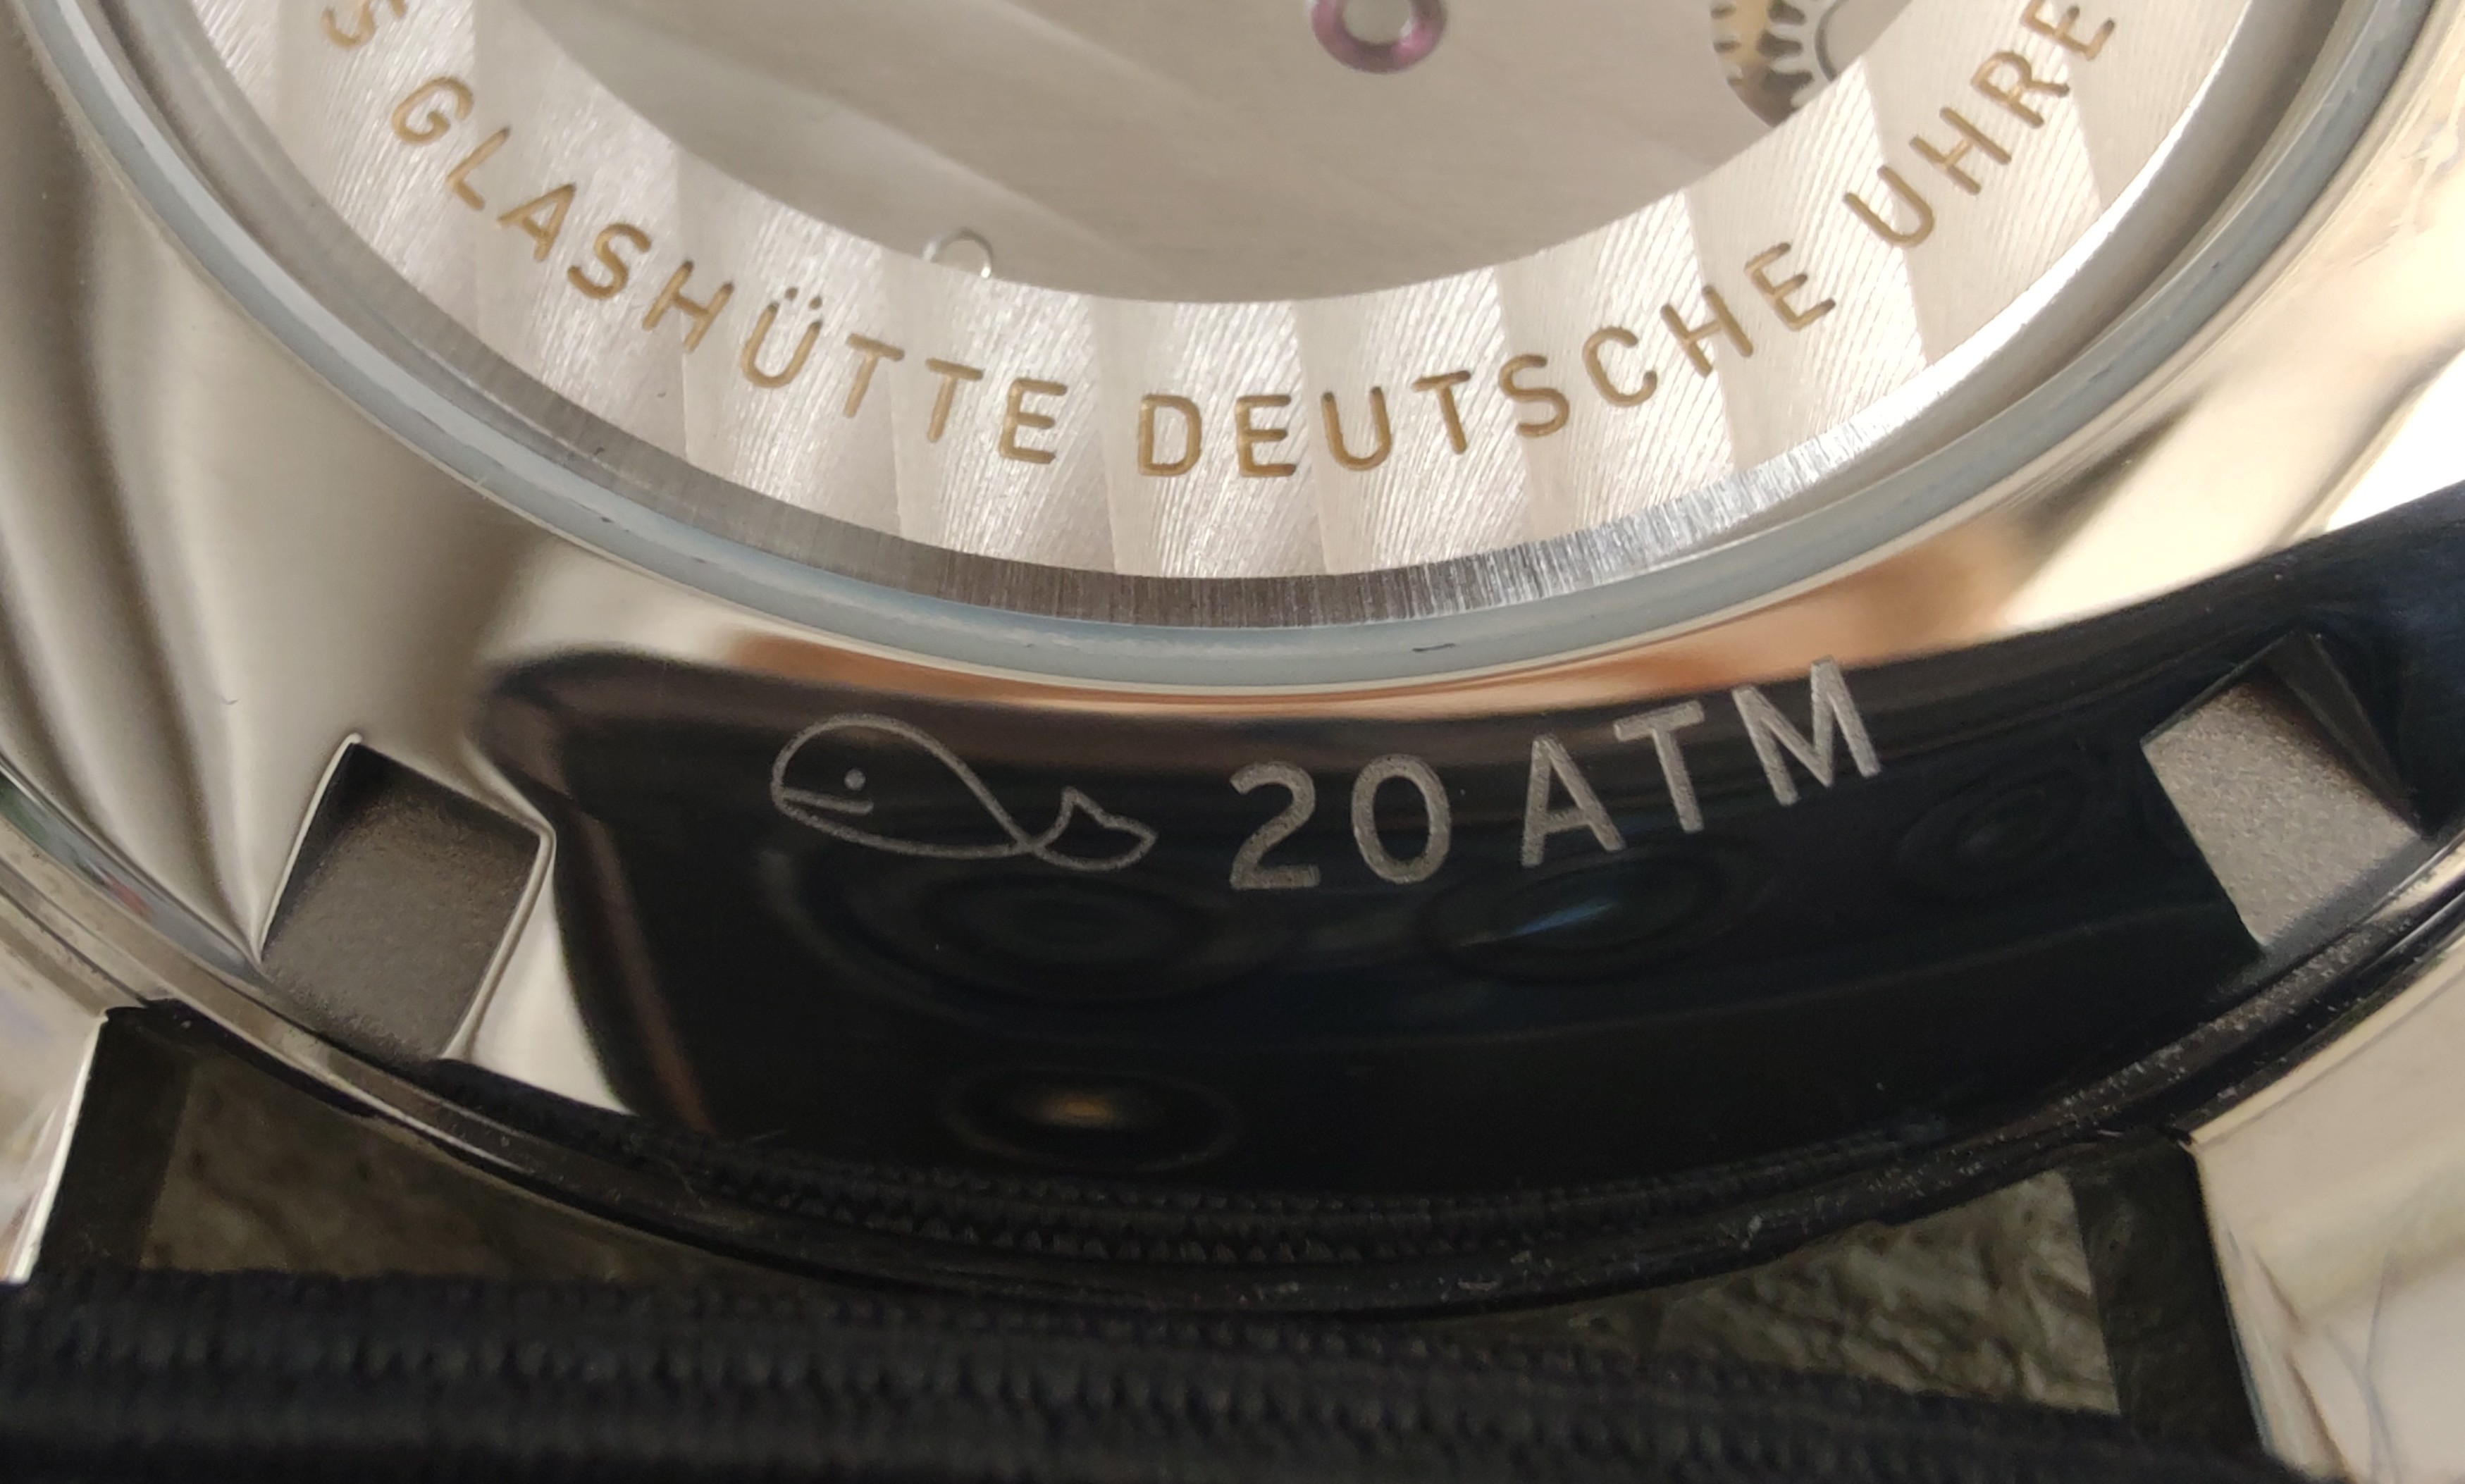 GLASHÜTTE DEUTSCHE UHRE
20 ATM